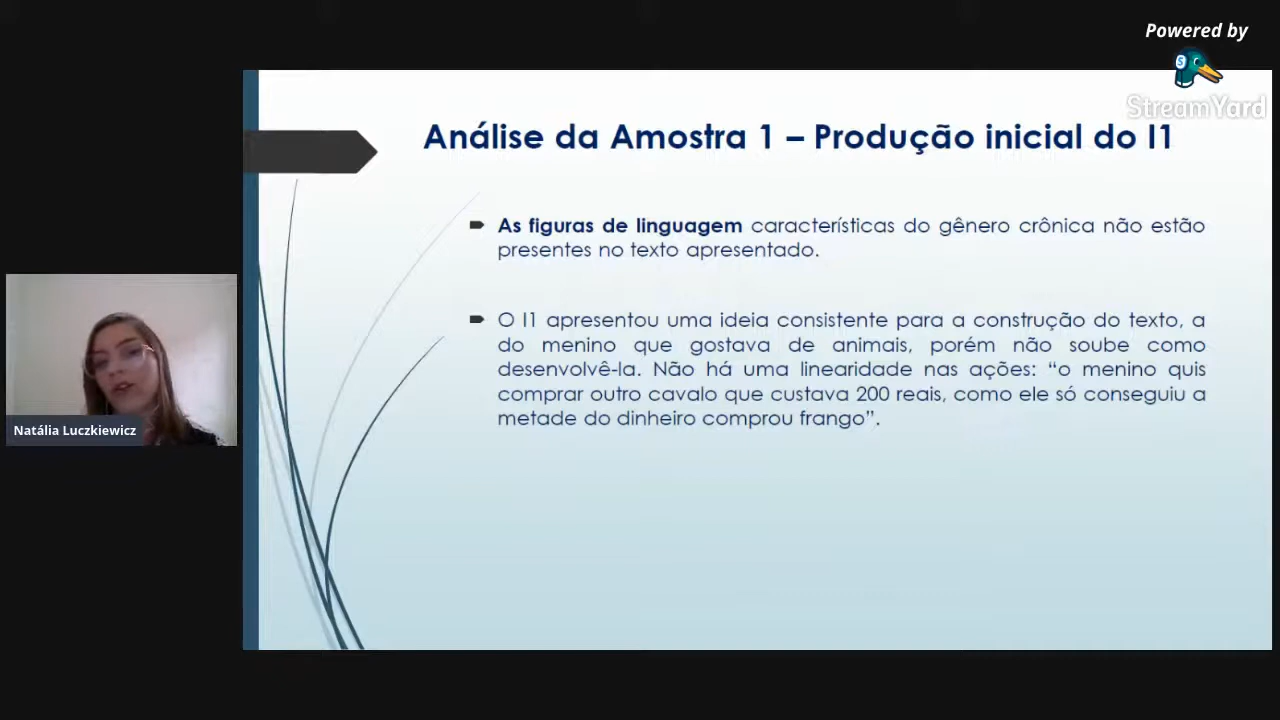 Powered by
StreamYard
Análise da Amostra 1 – Produção inicial do I1
As figuras de linguagem características do gênero crônica não estão
presentes no texto apresentado.
O I1 apresentou uma ideia consistente para a construção do texto, a
do menino que gostava de animais, porém não soube como
desenvolvê-la. Não há uma linearidade nas ações: “o menino quis
comprar outro cavalo que custava 200 reais, como ele só conseguiu a
metade do dinheiro comprou frango”.
Natália Luczkiewicz